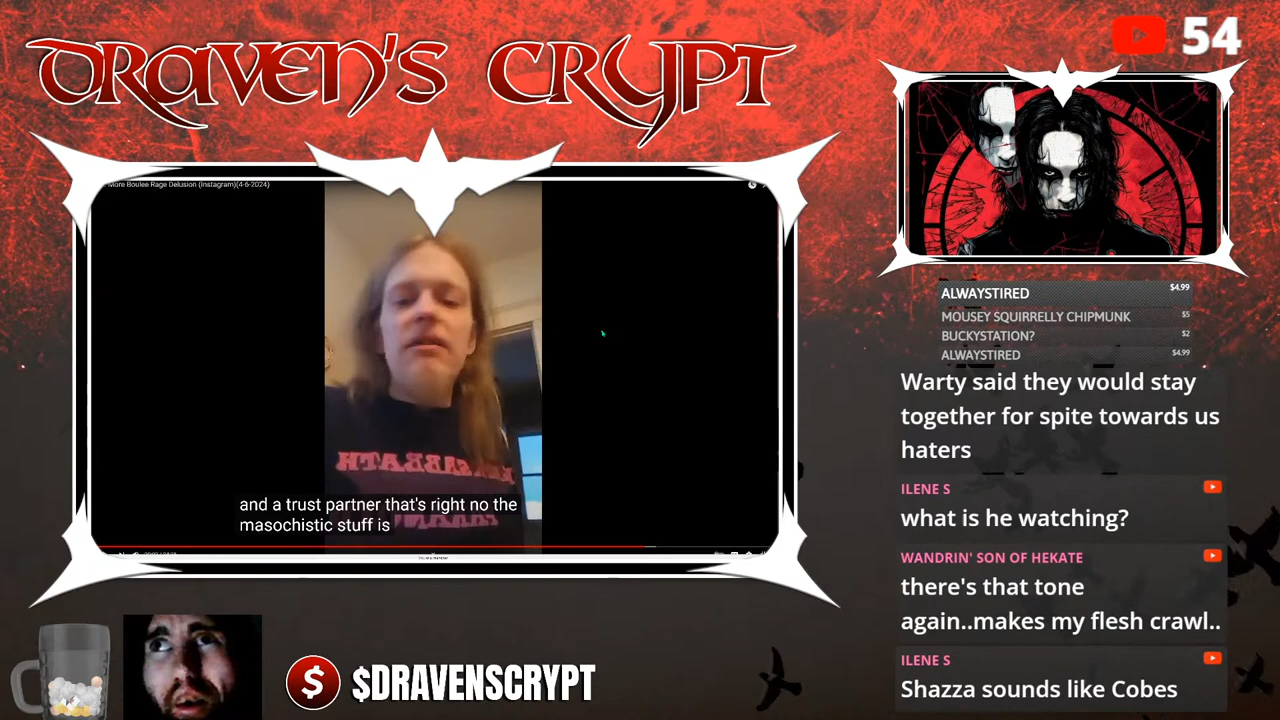 DRAVEN'S CRYPT
54
More Boulee Rage Delusion (Instagram)(4-6-2024)
and a trust partner that's right no the
masochistic stuff is
ALWAYSTIRED $4.99
MOUSEY SQUIRRELLY CHIPMUNK $5
BUCKYSTATION? $2
ALWAYSTIRED $4.99
Warty said they would stay
together for spite towards us
haters
ILENE S
what is he watching?
WANDRIN' SON OF HEKATE
there's that tone
again..makes my flesh crawl..
ILENE S
Shazza sounds like Cobes
$ $DRAVENSCRYPT